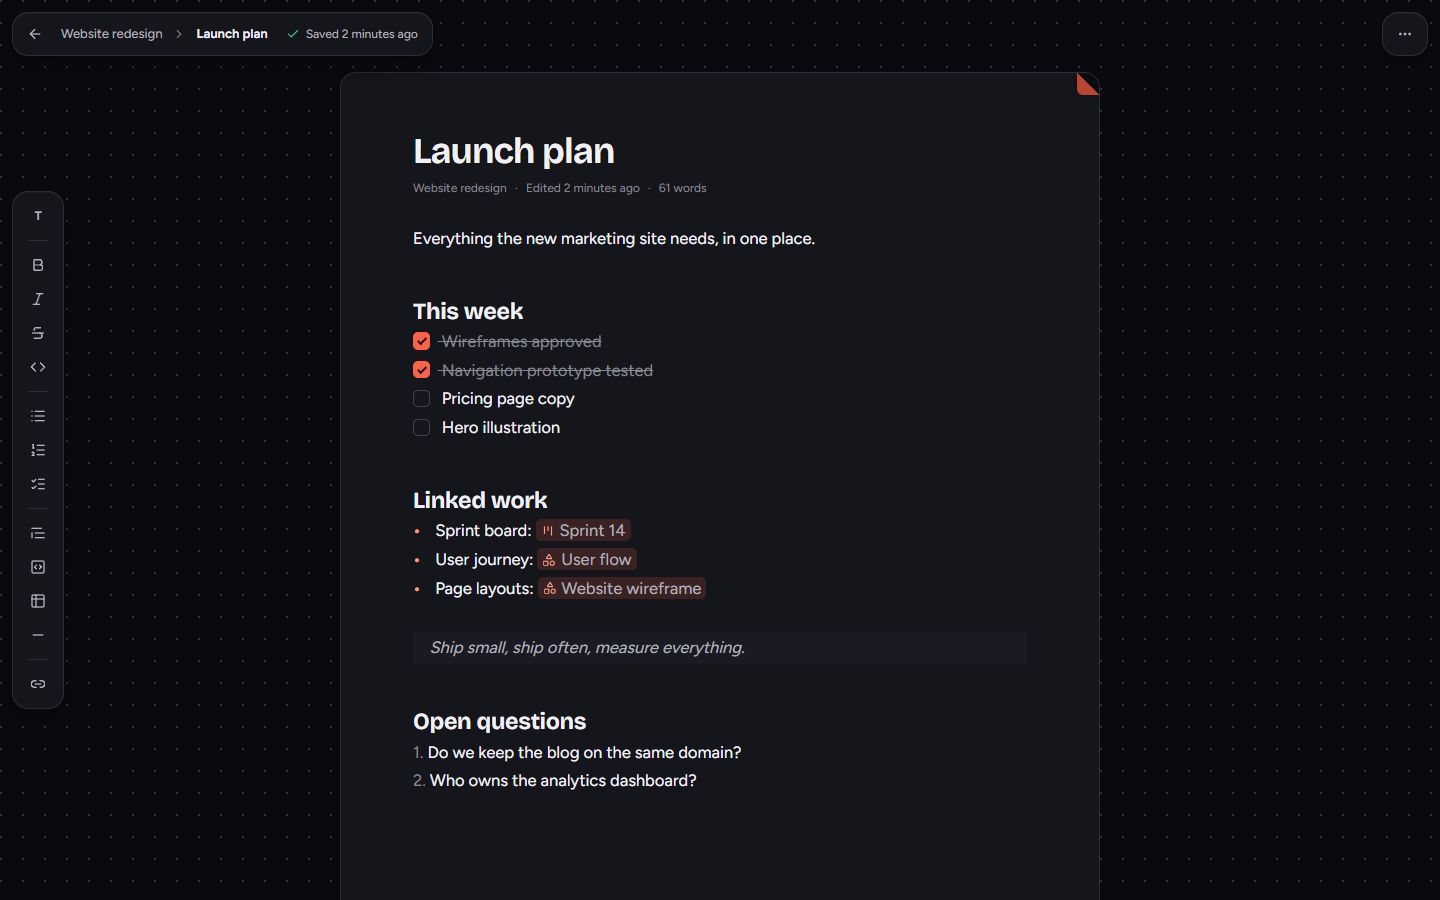 Website redesign > Launch plan Saved 2 minutes ago
Launch plan
Website redesign · Edited 2 minutes ago · 61 words
T
B
I
S
Everything the new marketing site needs, in one place.
This week
Wireframes approved
Navigation prototype tested
Pricing page copy
Hero illustration
Linked work
• Sprint board: Sprint 14
• User journey: User flow
• Page layouts: Website wireframe
Ship small, ship often, measure everything.
Open questions
1. Do we keep the blog on the same domain?
2. Who owns the analytics dashboard?